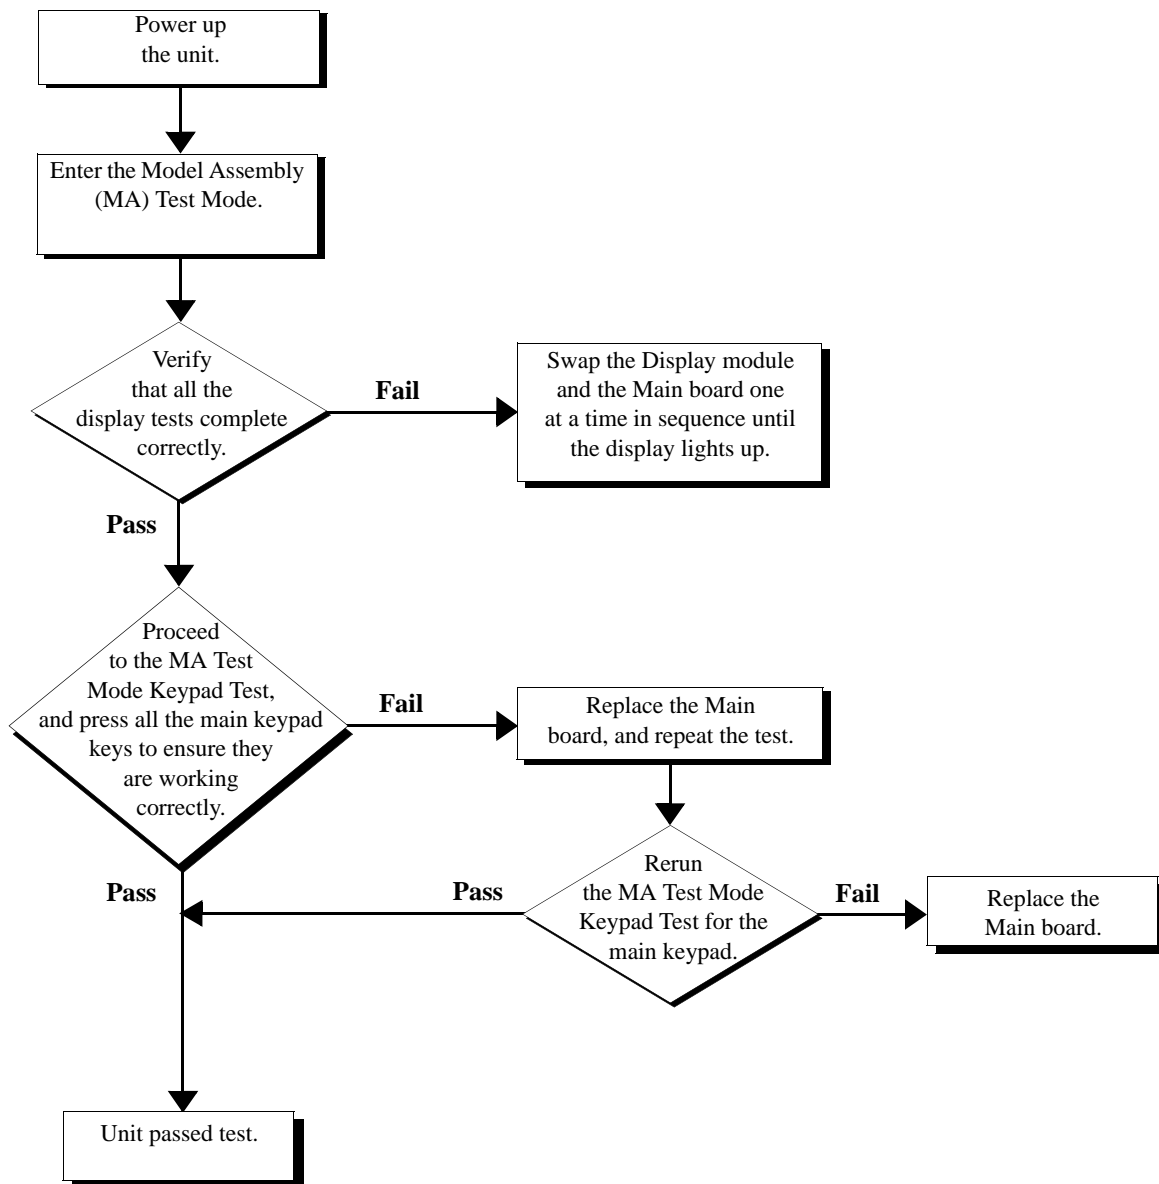 Power up
the unit.
Enter the Model Assembly
(MA) Test Mode.
Verify
that all the
display tests complete
correctly.
Fail
Swap the Display module
and the Main board one
at a time in sequence until
the display lights up.
Pass
Proceed
to the MA Test
Mode Keypad Test,
and press all the main keypad
keys to ensure they
are working
correctly.
Fail
Replace the Main
board, and repeat the test.
Pass
Pass
Rerun
the MA Test Mode
Keypad Test for the
main keypad.
Fail
Replace the
Main board.
Unit passed test.